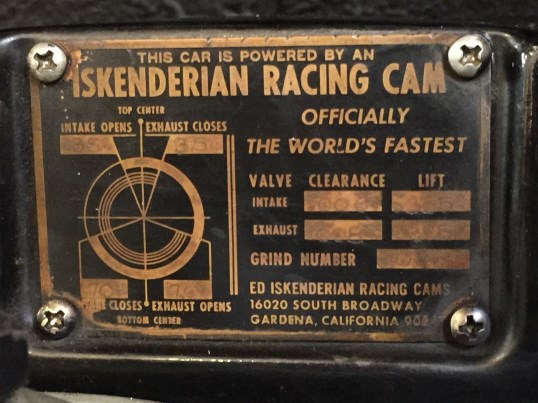 THIS CAR IS POWERED BY AN
ISKENDERIAN RACING CAM
TOP CENTER
INTAKE OPENS EXHAUST CLOSES
OFFICIALLY
THE WORLD'S FASTEST
VALVE CLEARANCE LIFT
INTAKE
EXHAUST
GRIND NUMBER
CLOSES EXHAUST OPENS
BOTTOM CENTER
ED ISKENDERIAN RACING CAMS
16020 SOUTH BROADWAY
GARDENA, CALIFORNIA